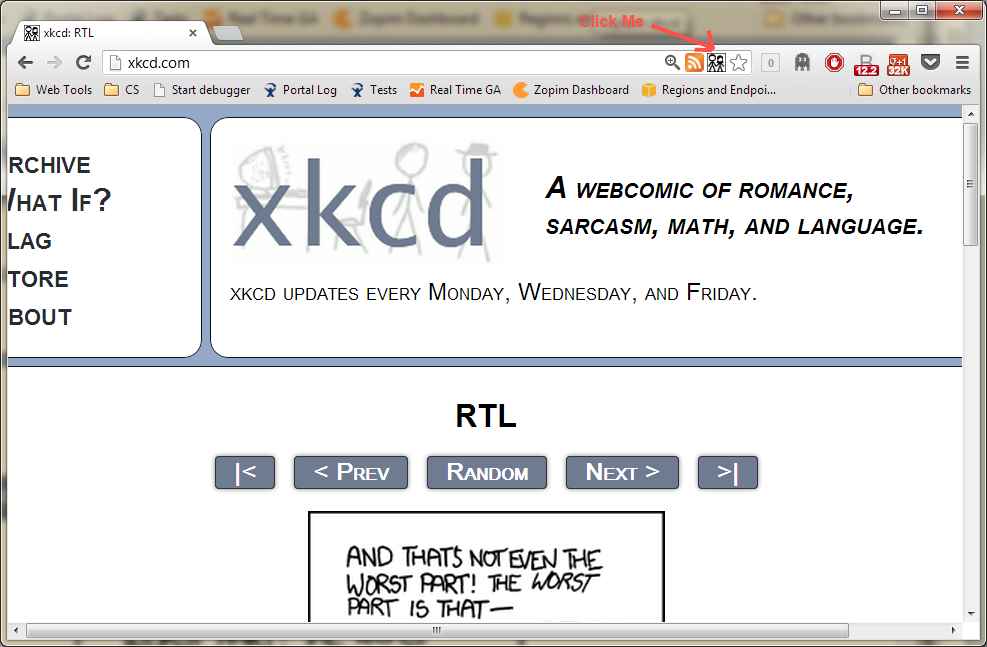 Click Me
xkcd: RTL
xkcd.com
0
12.2
0+1
32K
Web Tools
CS
Start debugger
Portal Log
Tests
Real Time GA
Zopim Dashboard
Regions and Endpoi...
Other bookmarks
RCHIVE
HAT IF?
LAG
TORE
BOUT
xkcd
A WEBCOMIC OF ROMANCE,
SARCASM, MATH, AND LANGUAGE.
XKCD UPDATES EVERY MONDAY, WEDNESDAY, AND FRIDAY.
RTL
|<
< PREV
RANDOM
NEXT >
>|
AND THAT'S NOT EVEN THE
WORST PART! THE WORST
PART IS THAT—